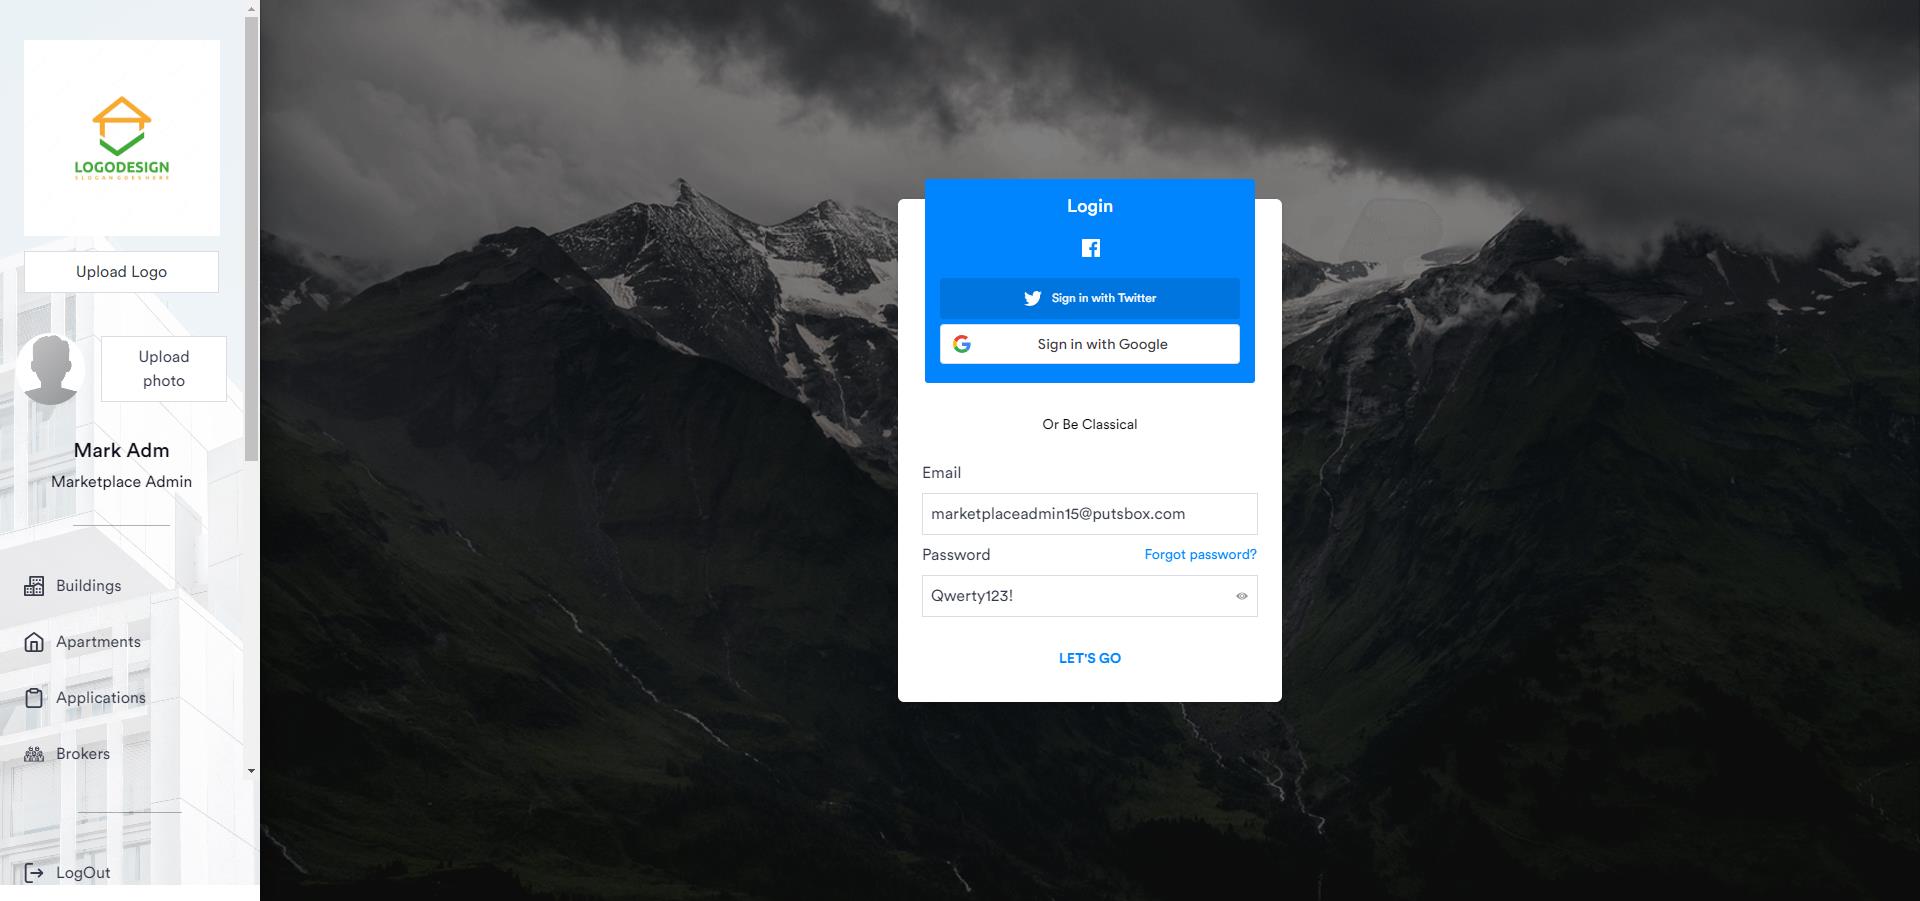 LOGODESIGN
SLOGAN GOES HERE
Upload Logo
Upload
photo
Mark Adm
Marketplace Admin
Buildings
Apartments
Applications
Brokers
LogOut
Login
Sign in with Twitter
Sign in with Google
Or Be Classical
Email
marketplaceadmin15@putsbox.com
Password
Forgot password?
Qwerty123!
LET'S GO